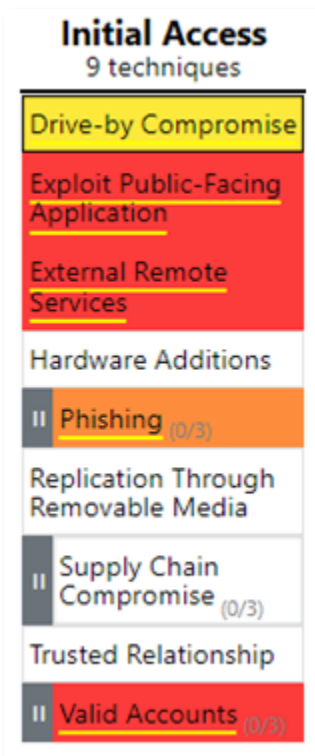 Initial Access
9 techniques
Drive-by Compromise
Exploit Public-Facing
Application
External Remote
Services
Hardware Additions
Phishing (0/3)
Replication Through
Removable Media
Supply Chain
Compromise (0/3)
Trusted Relationship
Valid Accounts (0/3)